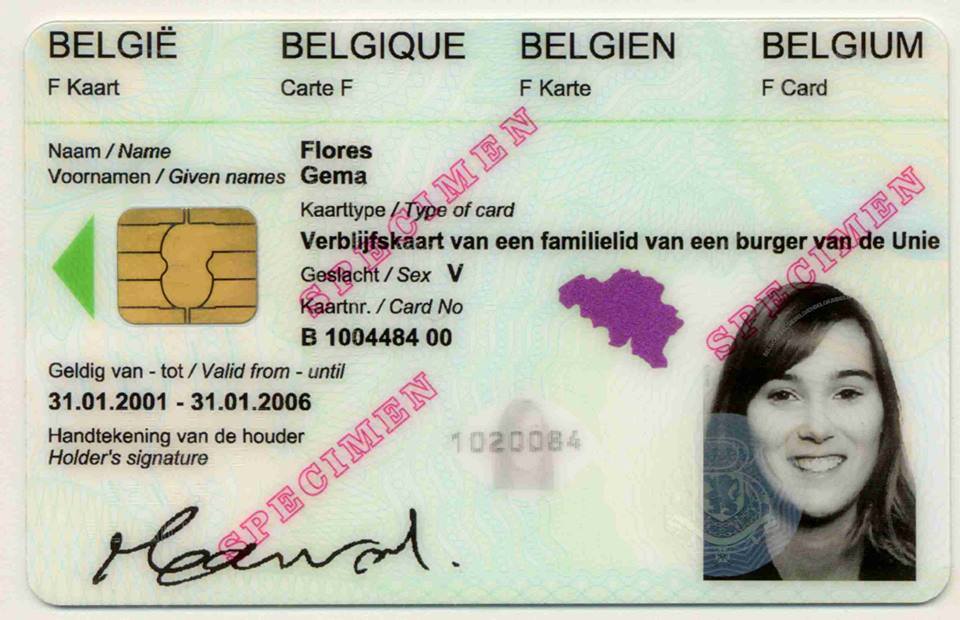 BELGIË BELGIQUE BELGIEN BELGIUM
F Kaart Carte F F Karte F Card
Naam / Name Flores
Voornamen / Given names Gema
Kaarttype / Type of card
Verblijfskaart van een familielid van een burger van de Unie
Geslacht / Sex V
Kaartnr. / Card No
B 1004484 00
Geldig van - tot / Valid from - until
31.01.2001 - 31.01.2006
Handtekening van de houder
Holder's signature
1020084
SPECIMEN
SPECIMEN
SPECIMEN